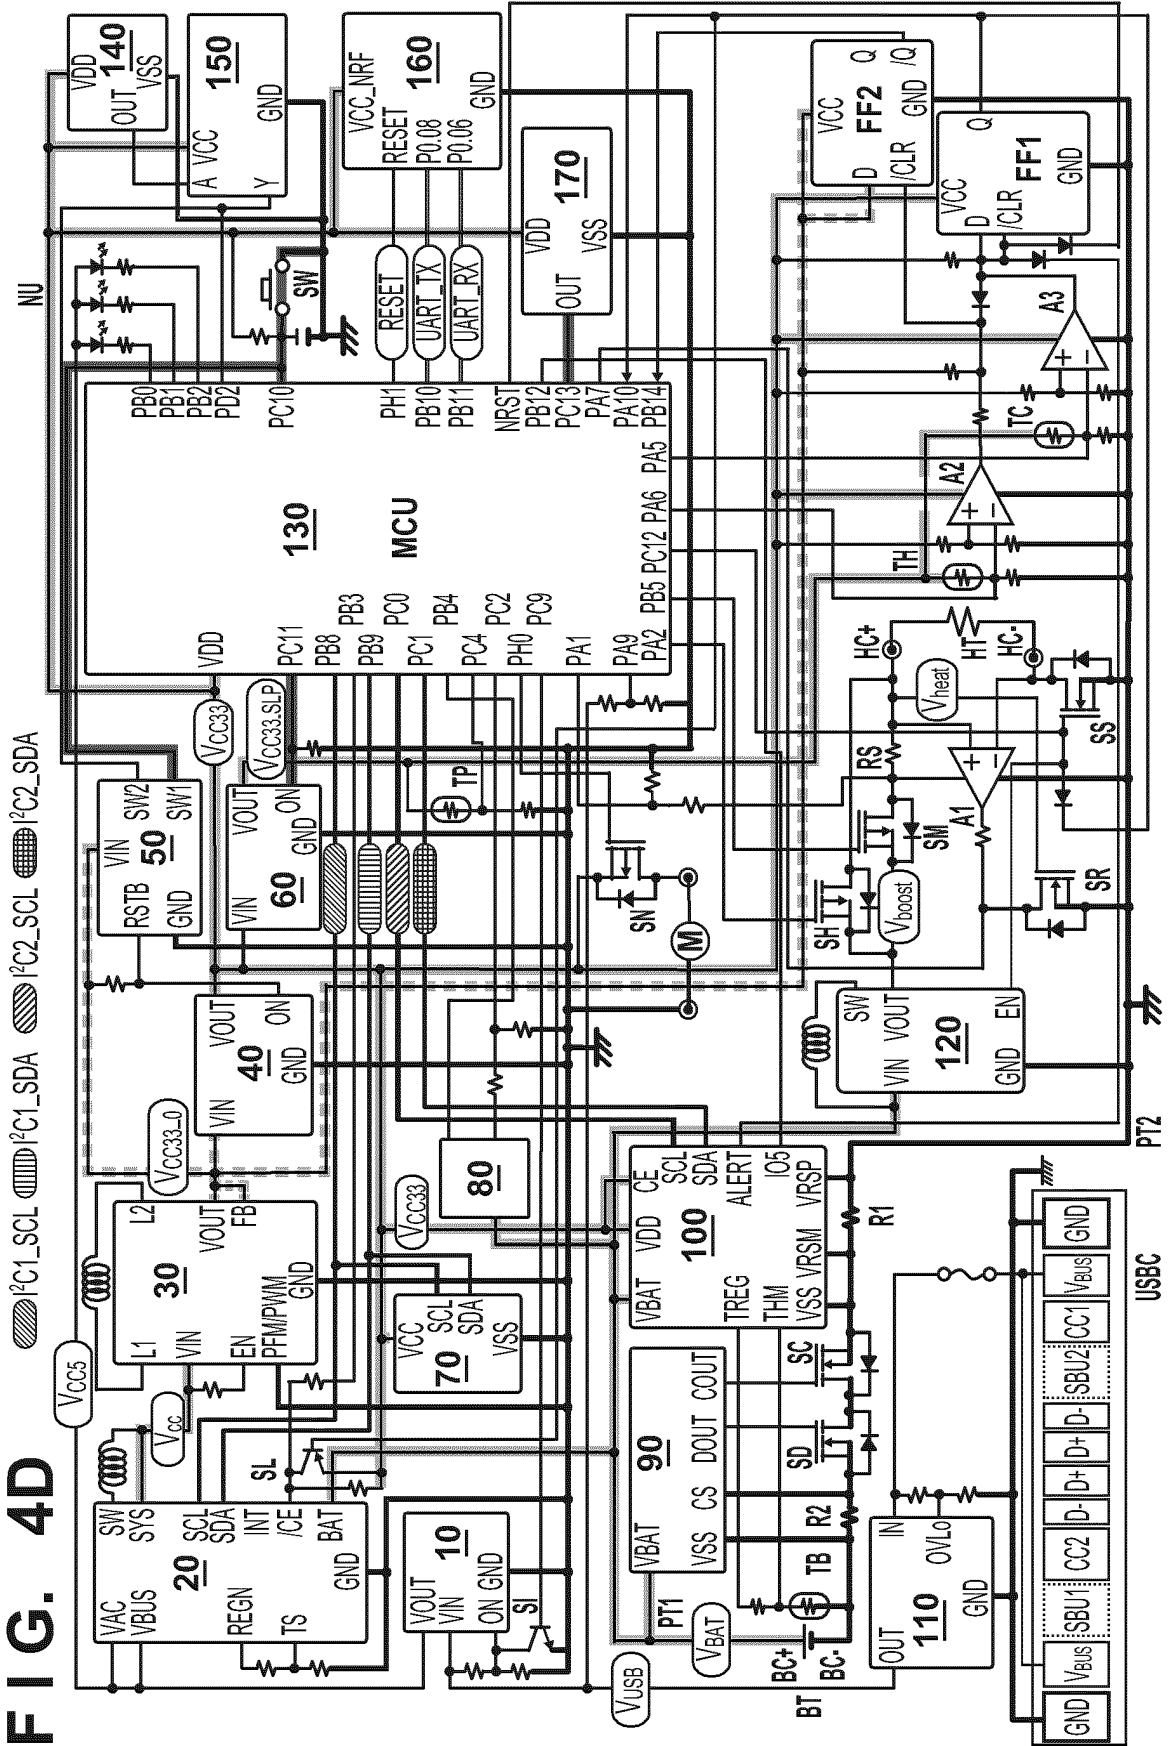 FIG. 4D
I²C1_SCL
I²C1_SDA
I²C2_SCL
I²C2_SDA
NU
VCC5
VCC
VCC33_0
VCC33
VCC33_SLP
20
VAC
VBUS
REGN
TS
SW
SYS
SCL
SDA
INT
/CE
BAT
GND
SL
30
L1
VIN
EN
PFM/PWM
L2
VOUT
FB
GND
40
VIN
VOUT
ON
GND
50
VIN
RSTB
GND
SW2
SW1
60
VIN
VOUT
ON
GND
130
MCU
VDD
PC11
PB8
PB3
PB9
PC0
PC1
PB4
PC4
PC2
PH0
PC9
PA1
PA9
PA2
PB5
PC12
PA6
PA5
PB0
PB1
PB2
PD2
PC10
PH1
PB10
PB11
NRST
PB12
PC13
PA7
PA10
PB14
140
VDD
OUT
VSS
150
VCC
A
Y
GND
SW
RESET
UART_TX
UART_RX
160
VCC_NRF
RESET
P0.08
P0.06
GND
170
VDD
OUT
VSS
10
VOUT
VIN
ON
GND
SI
70
VCC
SCL
SDA
VSS
VCC33
80
TP
SN
M
VUSB
PT1
VBAT
BC+
BC-
BT
TB
90
VBAT
VSS
CS
DOUT
COUT
R2
SD
SC
100
VBAT
VDD
CE
SCL
SDA
ALERT
IO5
TREG
THM
VSS
VRSM
VRSP
R1
PT2
110
OUT
IN
OVLo
GND
120
SW
VIN
VOUT
GND
EN
SH
Vboost
SM
RS
A1
SR
Vheat
HC+
HT
HC-
SS
TH
A2
TC
A3
FF2
VCC
D
/CLR
Q
/Q
GND
FF1
VCC
D
/CLR
Q
GND
USBC
GND
VBUS
SBU1
CC2
D-
D+
D+
D-
SBU2
CC1
VBUS
GND